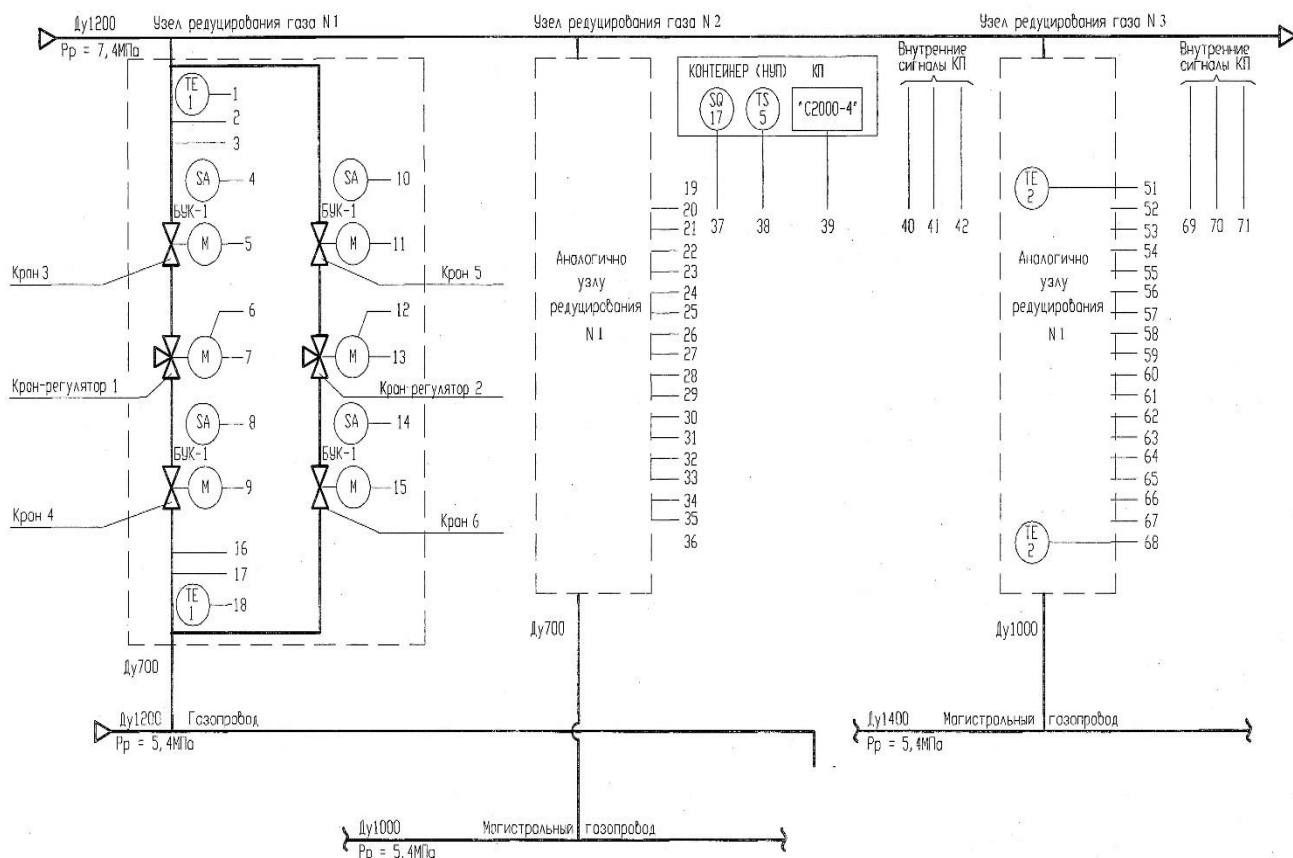 Ду1200
Рр = 7,4МПа
Узел редуцирования газа N1
Узел редуцирования газа N2
Узел редуцирования газа N3
TE
1
1
2
3
SA
4
БУК-1
M
5
Кран 3
6
M
7
Кран-регулятор 1
SA
8
БУК-1
M
9
Кран 4
16
17
TE
1
18
SA
10
БУК-1
M
11
Кран 5
12
M
13
Кран-регулятор 2
SA
14
БУК-1
M
15
Кран 6
Ду700
Ду1200
Газопровод
Рр = 5,4МПа
Аналогично
узлу
редуцирования
N1
19
20
21
22
23
24
25
26
27
28
29
30
31
32
33
34
35
36
Ду700
Ду1000
Магистральный газопровод
Рр = 5,4МПа
КОНТЕЙНЕР (НУП)
КП
SQ
17
TS
5
"С2000-4"
37
38
39
Внутренние
сигналы КП
40
41
42
TE
2
Аналогично
узлу
редуцирования
N1
TE
2
51
52
53
54
55
56
57
58
59
60
61
62
63
64
65
66
67
68
Внутренние
сигналы КП
69
70
71
Ду1000
Ду1400
Магистральный газопровод
Рр = 5,4МПа